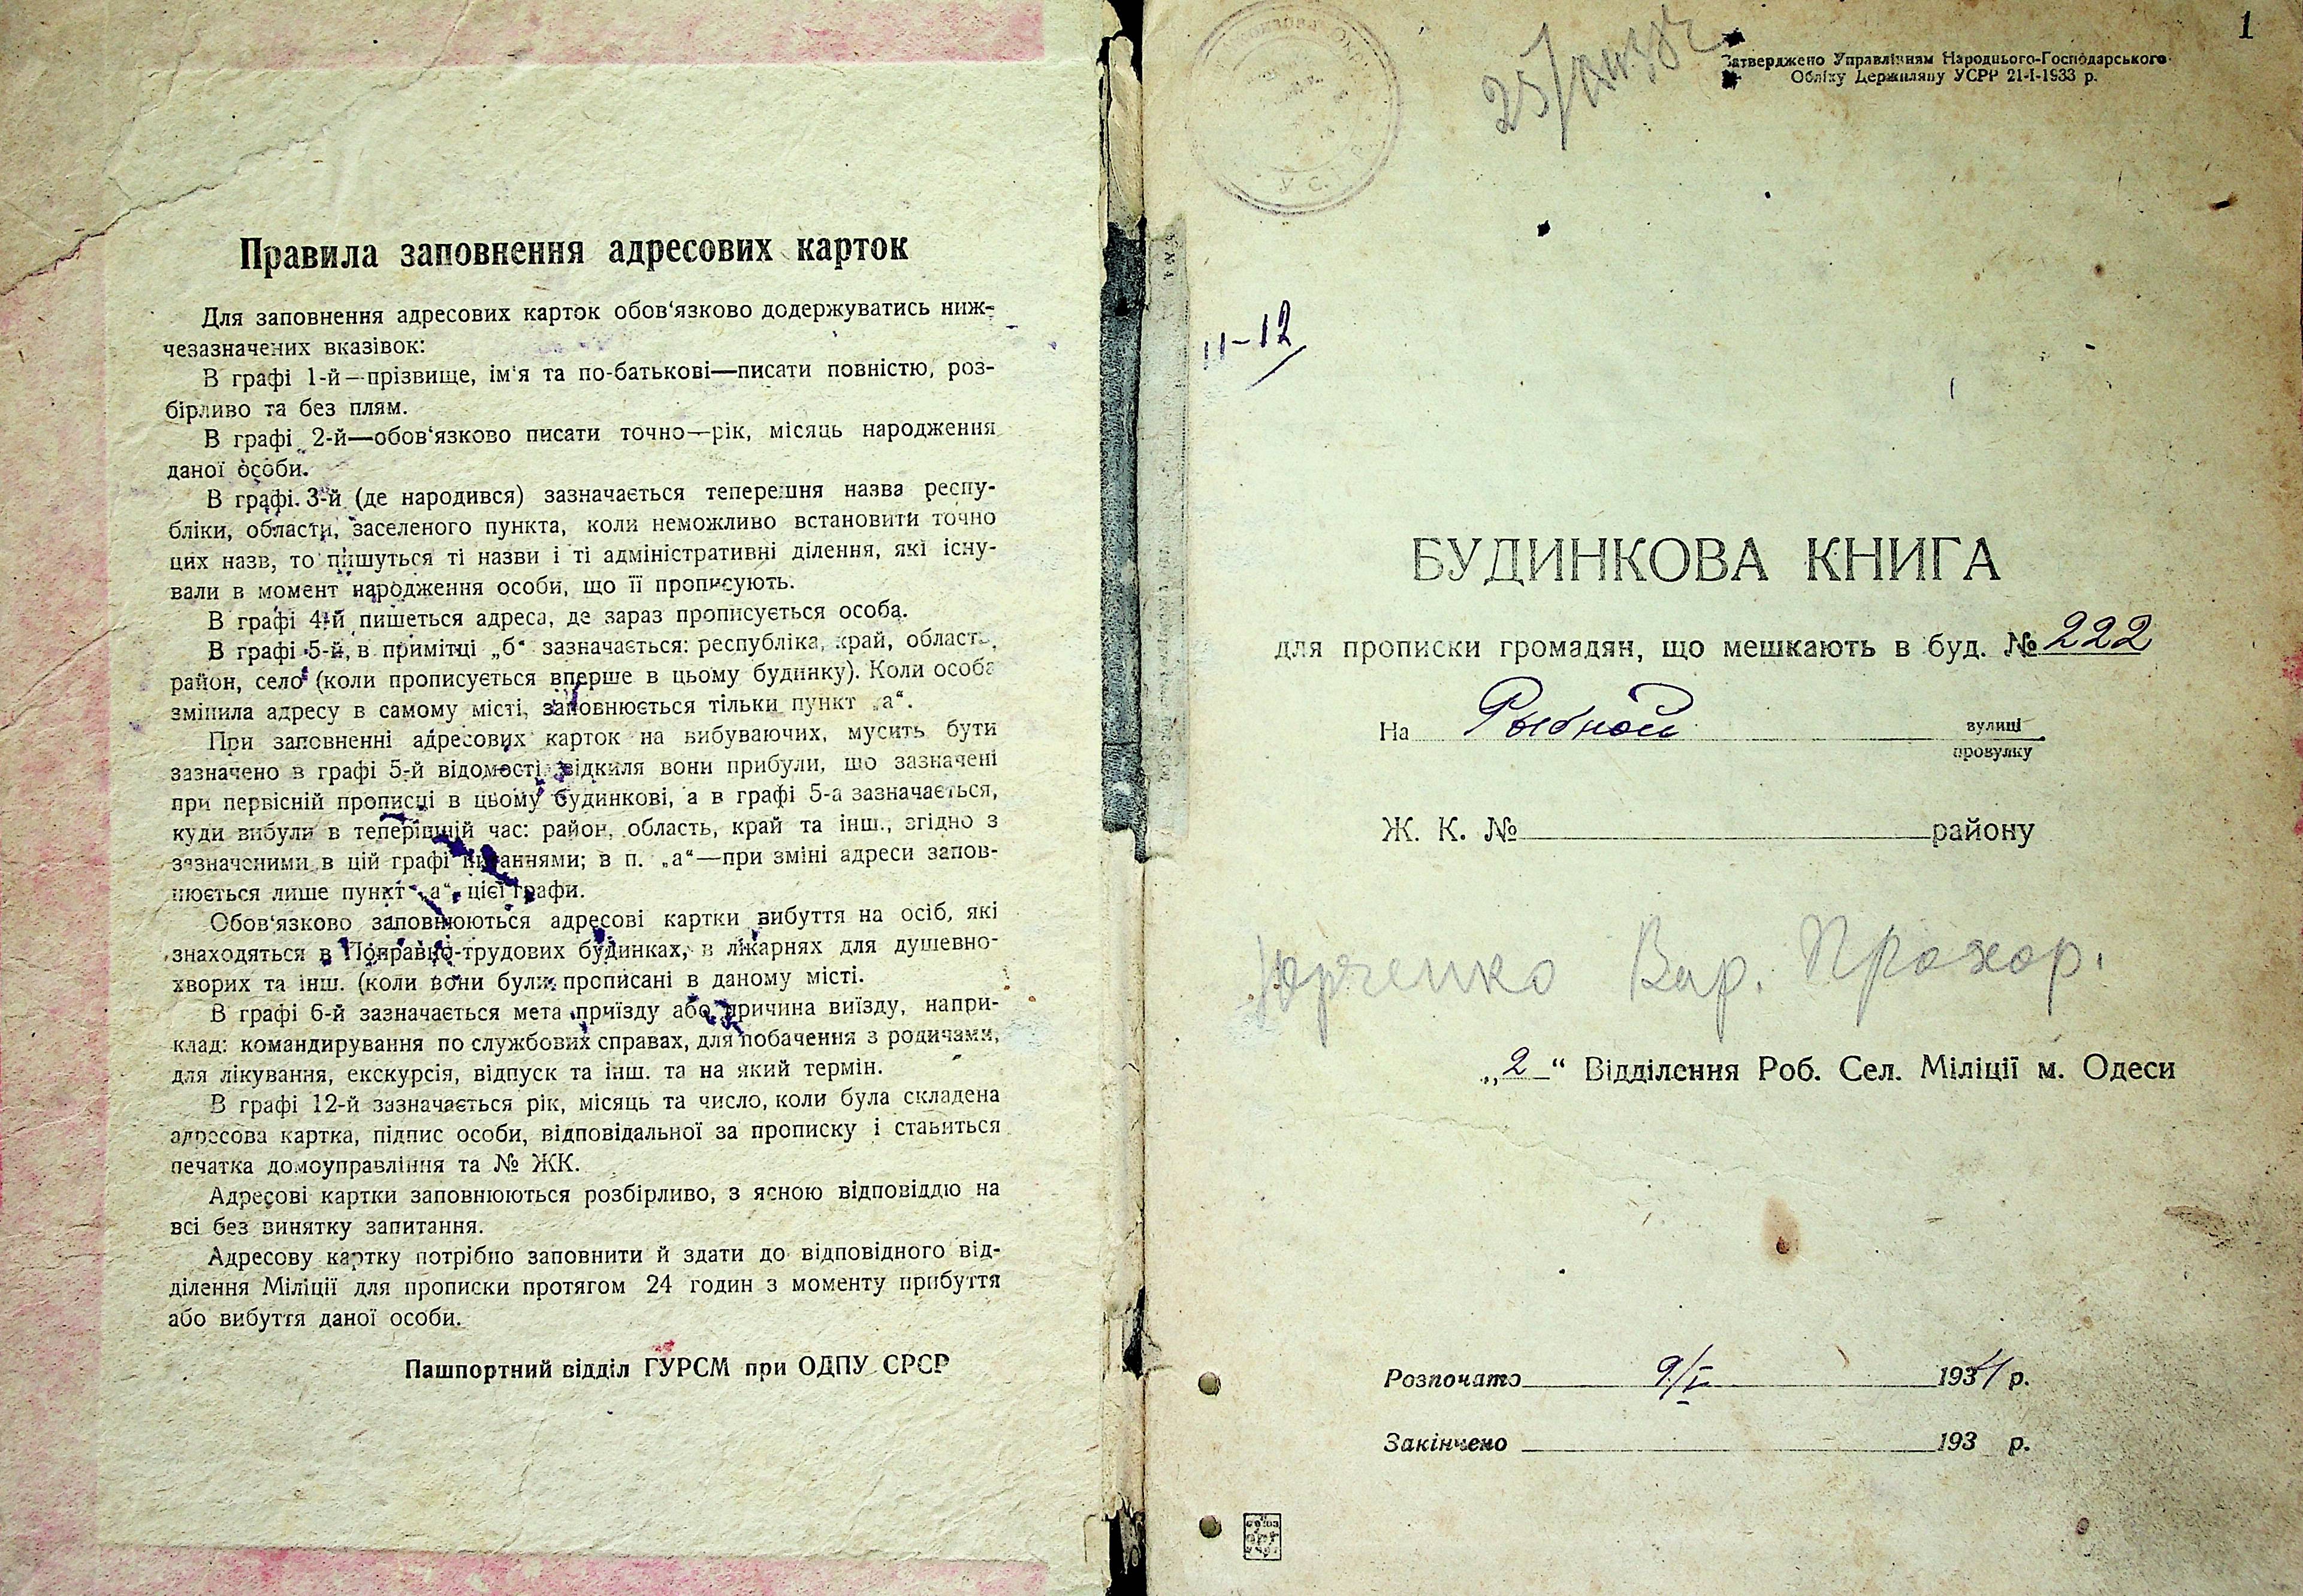 Правила заповнення адресових карток
Для заповнення адресових карток обов'язково додержуватись ниж-
чезазначених вказівок:
В графі 1-й—прізвище, ім'я та по-батькові—писати повністю, роз-
бірливо та без плям.
В графі 2-й—обов'язково писати точно—рік, місяць народження
даної особи.
В графі 3-й (де народився) зазначається теперешня назва респу-
бліки, области, заселеного пункта, коли неможливо встановити точно
цих назв, то пишуться ті назви і ті адміністративні ділення, які існу-
вали в момент народження особи, що її прописують.
В графі 4-й пишеться адреса, де зараз прописується особа.
В графі 5-й, в примітці „б“ зазначається: республіка, край, область,
район, село (коли прописується вперше в цьому будинку). Коли особа
змінила адресу в самому місті, заповнюється тільки пункт „а“.
При заповненні адресових карток на вибуваючих, мусить бути
зазначено в графі 5-й відомості, відкиля вони прибули, що зазначені
при первісній прописці в цьому будинкові, а в графі 5-а зазначається,
куди вибули в теперішній час: район, область, край та інш., згідно з
зазначеними в цій графі питаннями; в п. „а“—при зміні адреси запов-
нюється лише пункт „а“ цієї графи.
Обов'язково заповнюються адресові картки вибуття на осіб, які
знаходяться в Поправно-трудових будинках, в лікарнях для душевно-
хворих та інш. (коли вони були прописані в даному місті.
В графі 6-й зазначається мета приїзду або причина виїзду, напри-
клад: командирування по службових справах, для побачення з родичами,
для лікування, екскурсія, відпуск та інш. та на який термін.
В графі 12-й зазначається рік, місяць та число, коли була складена
адресова картка, підпис особи, відповідальної за прописку і ставиться
печатка домоуправління та № ЖК.
Адресові картки заповнюються розбірливо, з ясною відповіддю на
всі без винятку запитання.
Адресову картку потрібно заповнити й здати до відповідного від-
ділення Міліції для прописки протягом 24 годин з моменту прибуття
або вибуття даної особи.
Пашпортний відділ ГУРСМ при ОДПУ СРСР
1
Затверджено Управлінням Народнього-Господарського
Обліку Держпляну УСРР 21-I-1933 р.
11-12
БУДИНКОВА КНИГА
для прописки громадян, що мешкають в буд. № 222
На Рыбной вулиці
провулку
Ж. К. № району
Юрченко Вар. Прохор.
„2“ Відділення Роб. Сел. Міліції м. Одеси
Розпочато 9/I 1934 р.
Закінчено 193 р.